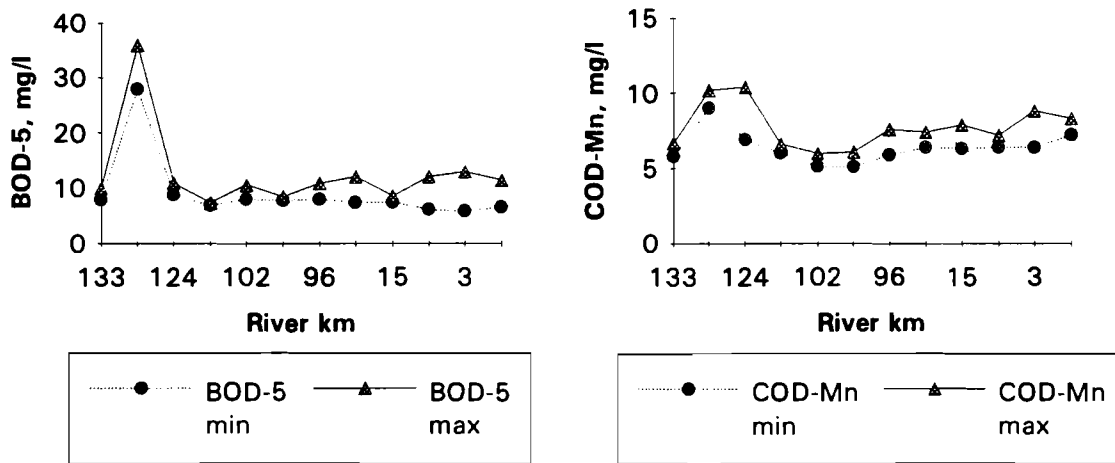 40
30
20
10
0
BOD-5, mg/l
133 124 102 96 15 3
River km
BOD-5 min
BOD-5 max
15
10
5
0
COD-Mn, mg/l
133 124 102 96 15 3
River km
COD-Mn min
COD-Mn max